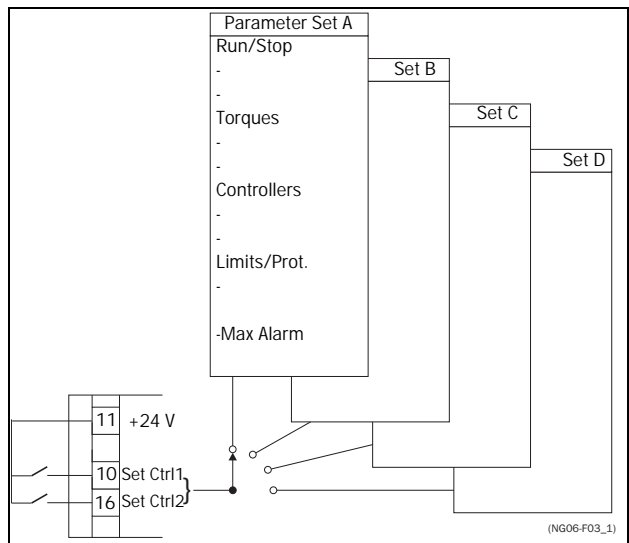 Parameter Set A
Run/Stop
-
-
Torques
-
-
Controllers
-
-
Limits/Prot.
-
-Max Alarm
Set B
Set C
Set D
11 +24 V
10 Set Ctrl1
16 Set Ctrl2
}
(NG06-F03_1)